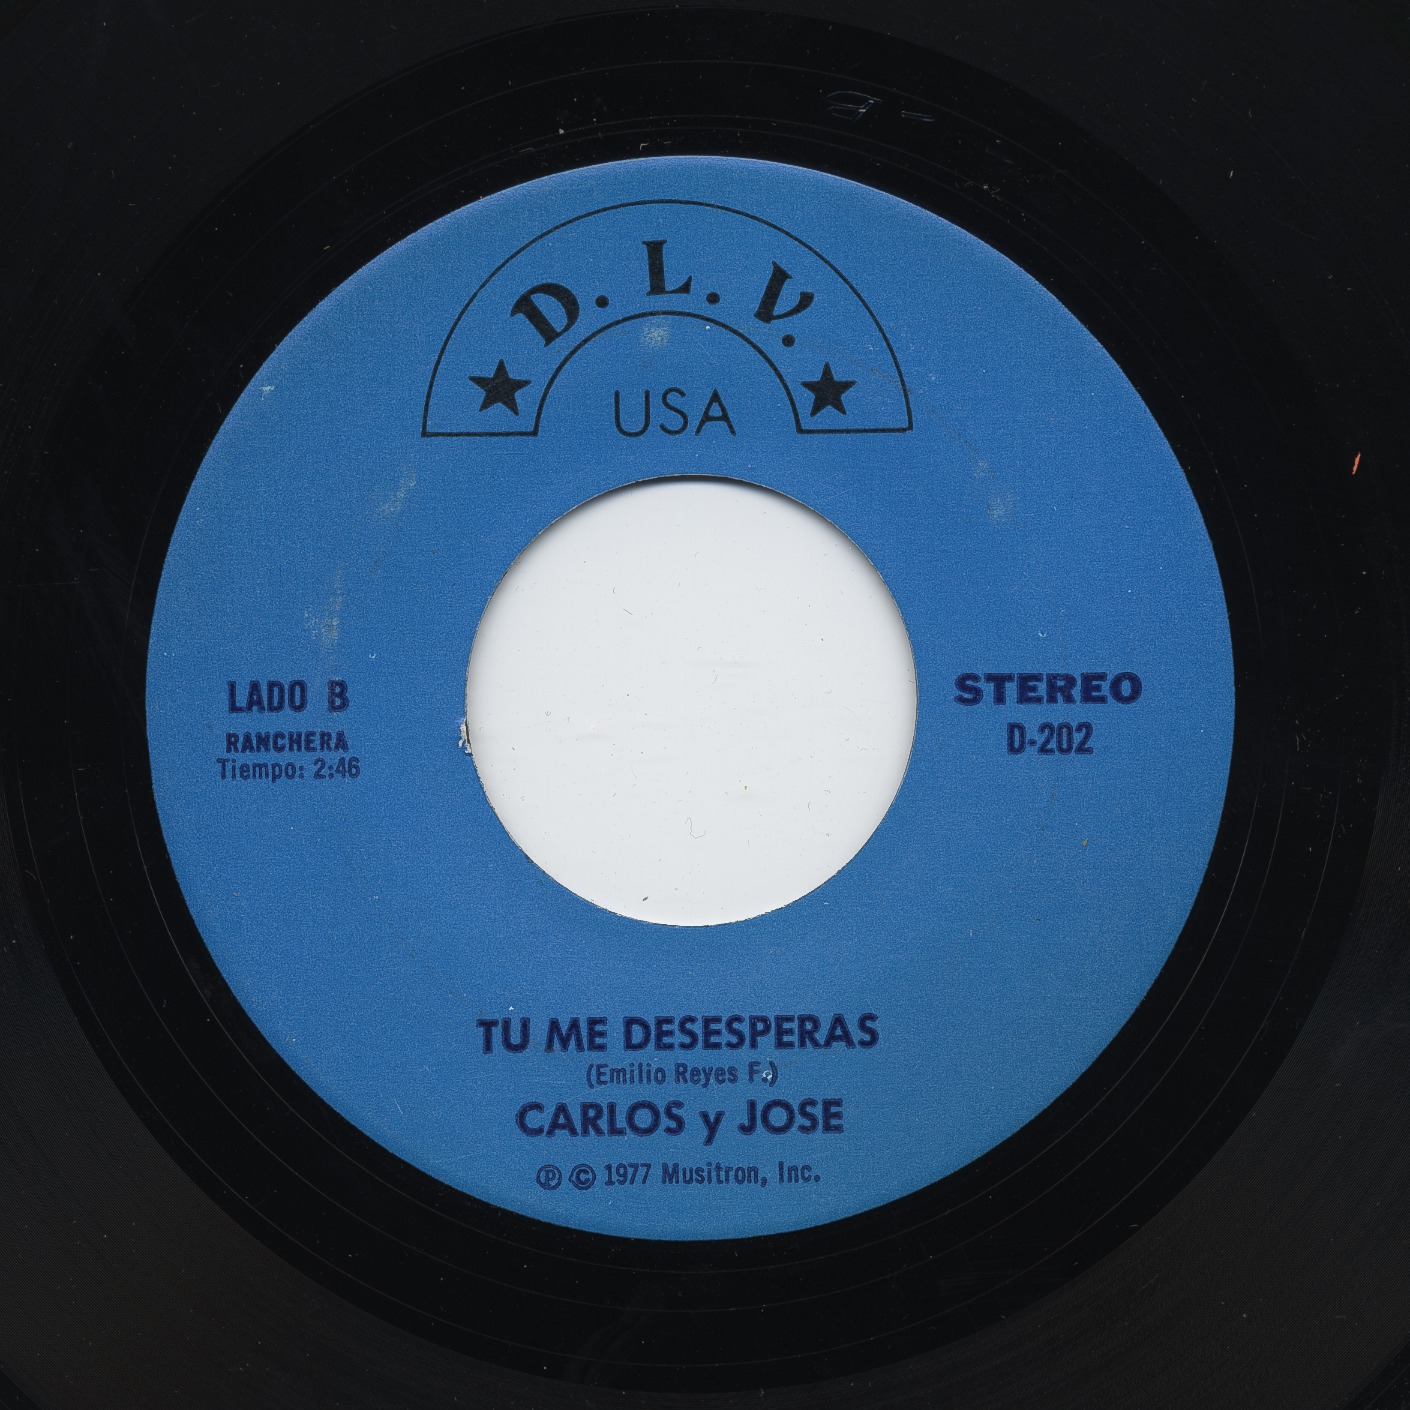 D. L. V.
USA
LADO B
RANCHERA
Tiempo: 2:46
STEREO
D-202
TU ME DESESPERAS
(Emilio Reyes F.)
CARLOS y JOSE
℗ © 1977 Musitron, Inc.